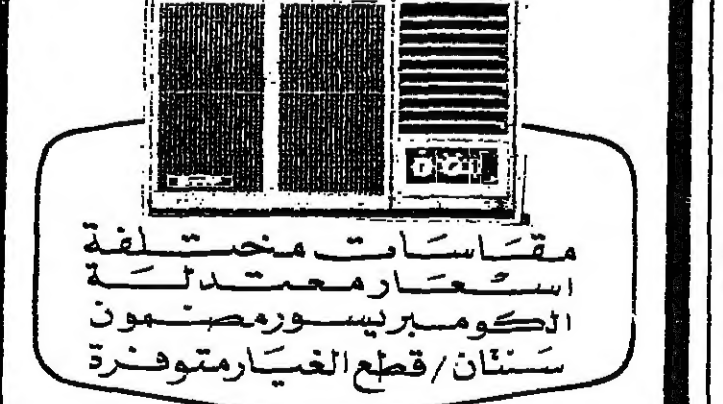 مقاسات مختلفة
اسعار معتدلة
الكومبريسور مضمون
سنتان / قطع الغيار متوفرة